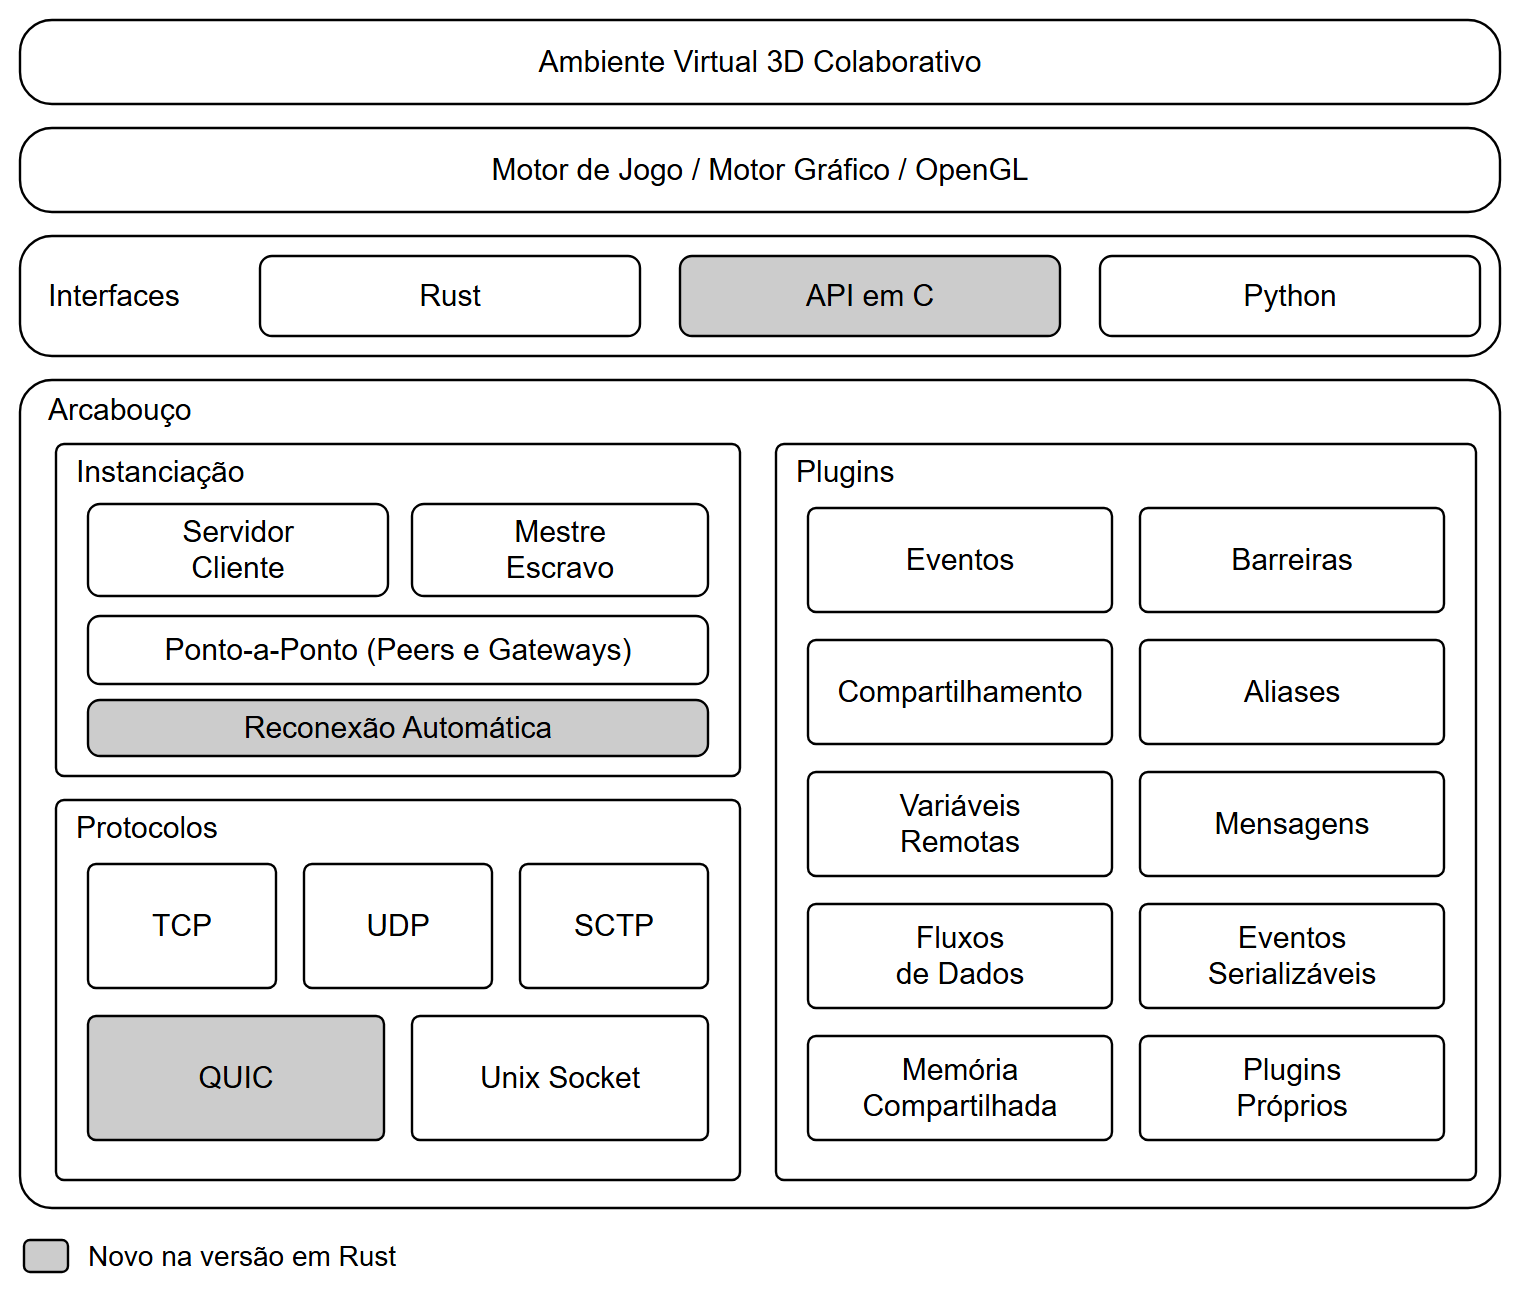 Ambiente Virtual 3D Colaborativo
Motor de Jogo / Motor Gráfico / OpenGL
Interfaces
Rust
API em C
Python
Arcabouço
Instanciação
Servidor
Cliente
Mestre
Escravo
Ponto-a-Ponto (Peers e Gateways)
Reconexão Automática
Protocolos
TCP
UDP
SCTP
QUIC
Unix Socket
Plugins
Eventos
Barreiras
Compartilhamento
Aliases
Variáveis
Remotas
Mensagens
Fluxos
de Dados
Eventos
Serializáveis
Memória
Compartilhada
Plugins
Próprios
Novo na versão em Rust